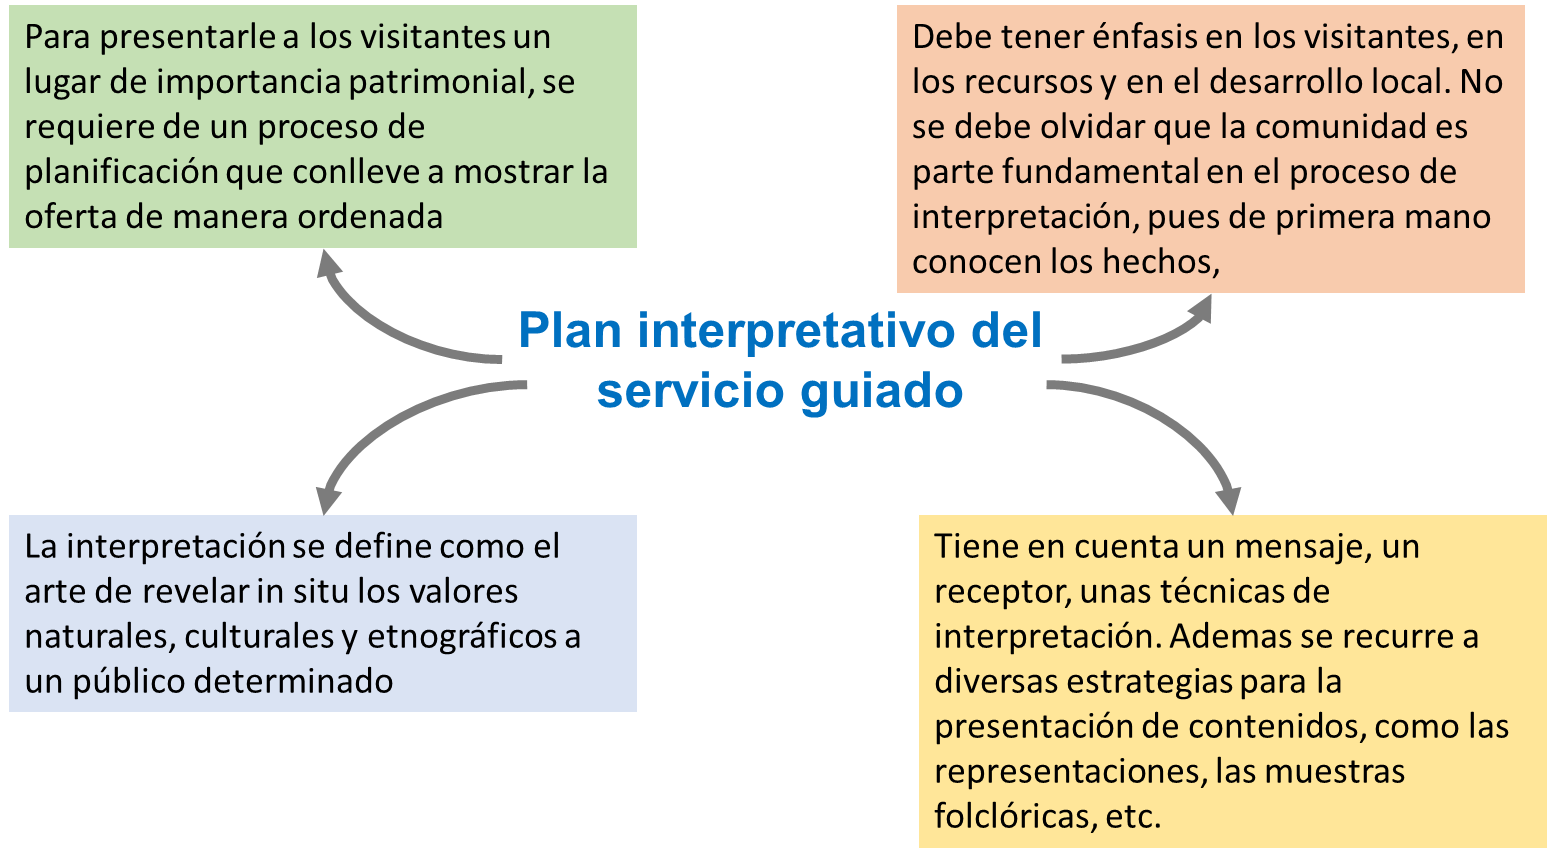 Para presentarle a los visitantes un
lugar de importancia patrimonial, se
requiere de un proceso de
planificación que conlleve a mostrar la
oferta de manera ordenada
Debe tener énfasis en los visitantes, en
los recursos y en el desarrollo local. No
se debe olvidar que la comunidad es
parte fundamental en el proceso de
interpretación, pues de primera mano
conocen los hechos,
Plan interpretativo del
servicio guiado
La interpretación se define como el
arte de revelar in situ los valores
naturales, culturales y etnográficos a
un público determinado
Tiene en cuenta un mensaje, un
receptor, unas técnicas de
interpretación. Ademas se recurre a
diversas estrategias para la
presentación de contenidos, como las
representaciones, las muestras
folclóricas, etc.